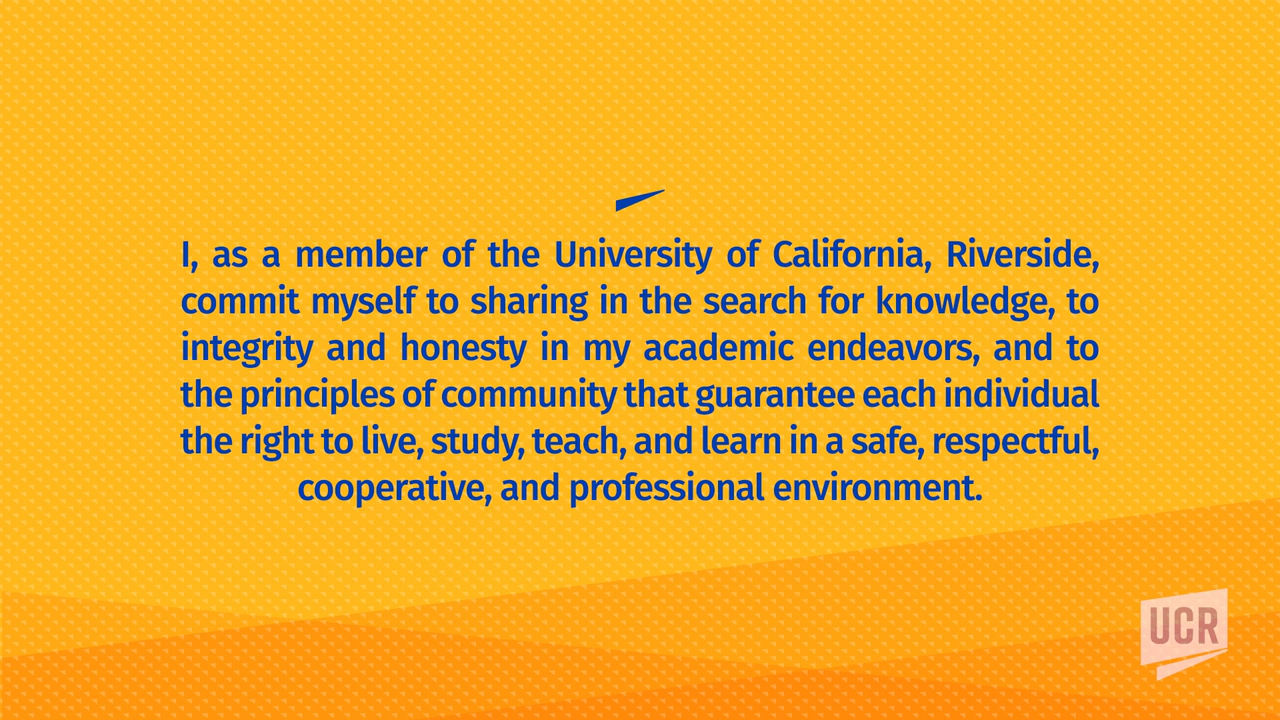 I, as a member of the University of California, Riverside,
commit myself to sharing in the search for knowledge, to
integrity and honesty in my academic endeavors, and to
the principles of community that guarantee each individual
the right to live, study, teach, and learn in a safe, respectful,
cooperative, and professional environment.
UCR